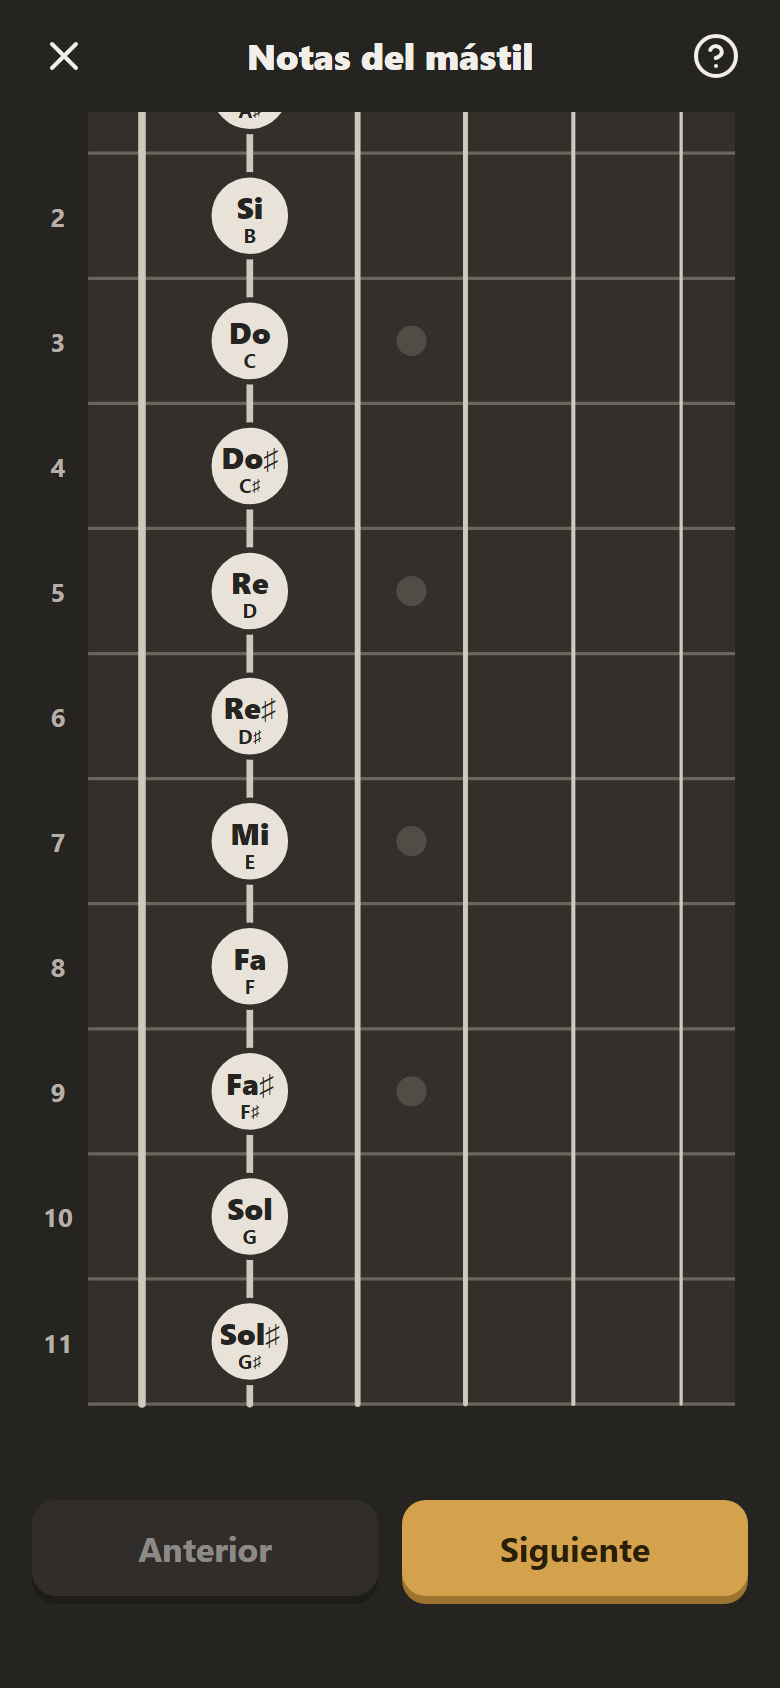 Notas del mástil
A♯
2
Si
B
3
Do
C
4
Do♯
C♯
5
Re
D
6
Re♯
D♯
7
Mi
E
8
Fa
F
9
Fa♯
F♯
10
Sol
G
11
Sol♯
G♯
Anterior
Siguiente